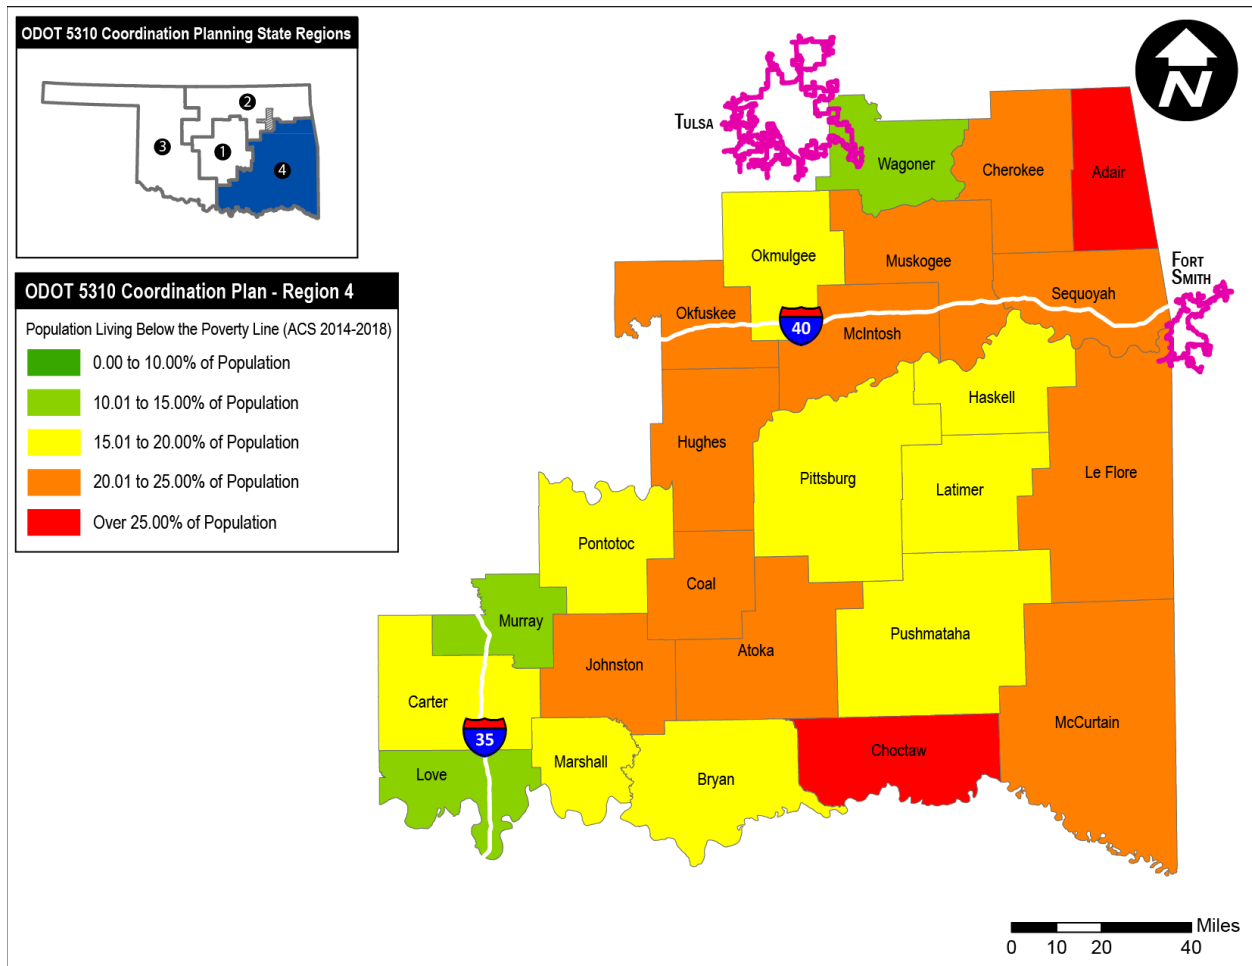 ODOT 5310 Coordination Planning State Regions
2
3
1
4
ODOT 5310 Coordination Plan - Region 4
Population Living Below the Poverty Line (ACS 2014-2018)
0.00 to 10.00% of Population
10.01 to 15.00% of Population
15.01 to 20.00% of Population
20.01 to 25.00% of Population
Over 25.00% of Population
N
TULSA
Wagoner
Cherokee
Adair
Okmulgee
Muskogee
FORT
SMITH
Sequoyah
Okfuskee
40
McIntosh
Haskell
Hughes
Pittsburg
Latimer
Le Flore
Pontotoc
Coal
Murray
Pushmataha
Atoka
Johnston
Carter
McCurtain
35
Choctaw
Marshall
Love
Bryan
Miles
0 10 20 40